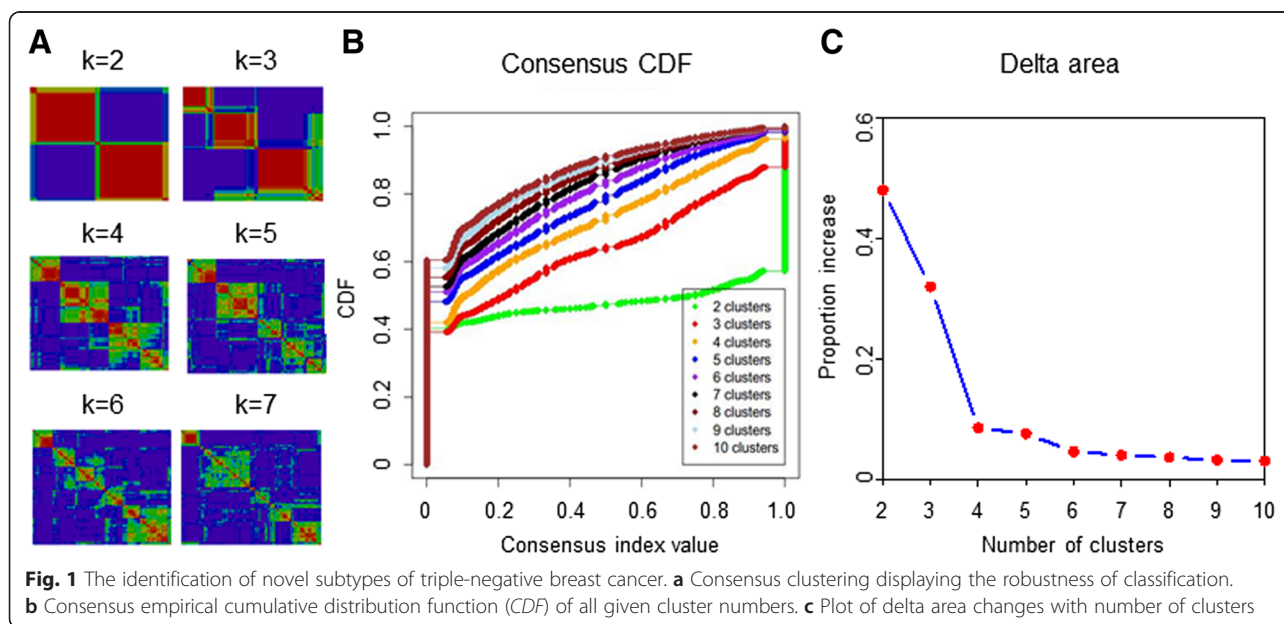 A
k=2
k=3
k=4
k=5
k=6
k=7
B
Consensus CDF
CDF
1.0
0.8
0.6
0.4
0.2
0
0
0.2
0.4
0.6
0.8
1.0
Consensus index value
2 clusters
3 clusters
4 clusters
5 clusters
6 clusters
7 clusters
8 clusters
9 clusters
10 clusters
C
Delta area
Proportion increase
0.6
0.4
0.2
0
2
3
4
5
6
7
8
9
10
Number of clusters
Fig. 1 The identification of novel subtypes of triple-negative breast cancer. a Consensus clustering displaying the robustness of classification.
b Consensus empirical cumulative distribution function (CDF) of all given cluster numbers. c Plot of delta area changes with number of clusters